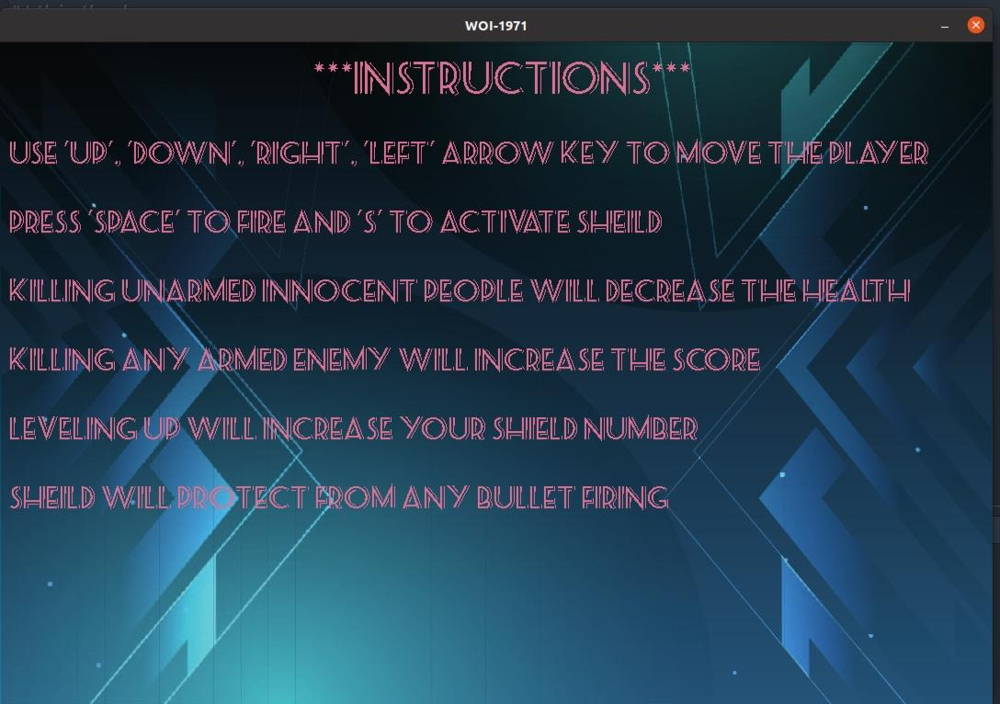 WOI-1971
***INSTRUCTIONS***
USE 'UP', 'DOWN', 'RIGHT', 'LEFT' ARROW KEY TO MOVE THE PLAYER
PRESS 'SPACE' TO FIRE AND 'S' TO ACTIVATE SHEILD
KILLING UNARMED INNOCENT PEOPLE WILL DECREASE THE HEALTH
KILLING ANY ARMED ENEMY WILL INCREASE THE SCORE
LEVELING UP WILL INCREASE YOUR SHIELD NUMBER
SHEILD WILL PROTECT FROM ANY BULLET FIRING